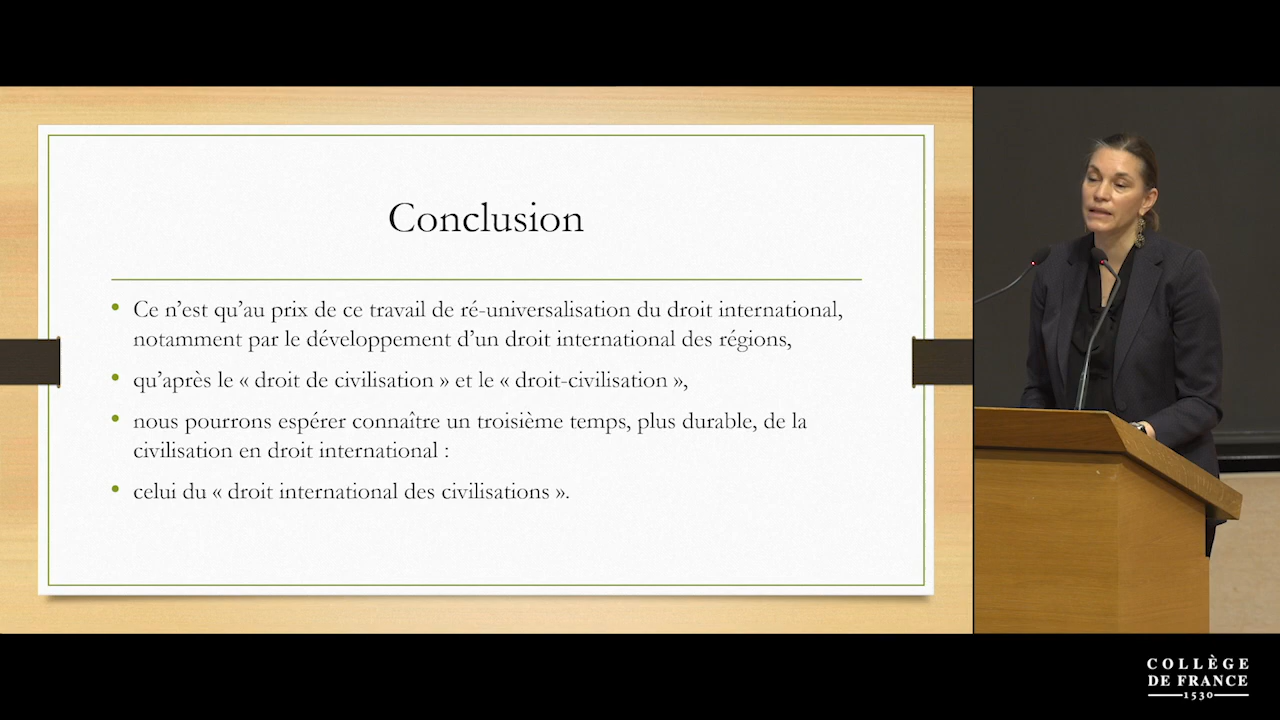 Conclusion
• Ce n’est qu’au prix de ce travail de ré-universalisation du droit international,
notamment par le développement d’un droit international des régions,
• qu’après le « droit de civilisation » et le « droit-civilisation »,
• nous pourrons espérer connaître un troisième temps, plus durable, de la
civilisation en droit international :
• celui du « droit international des civilisations ».
COLLÈGE
DE FRANCE
1530